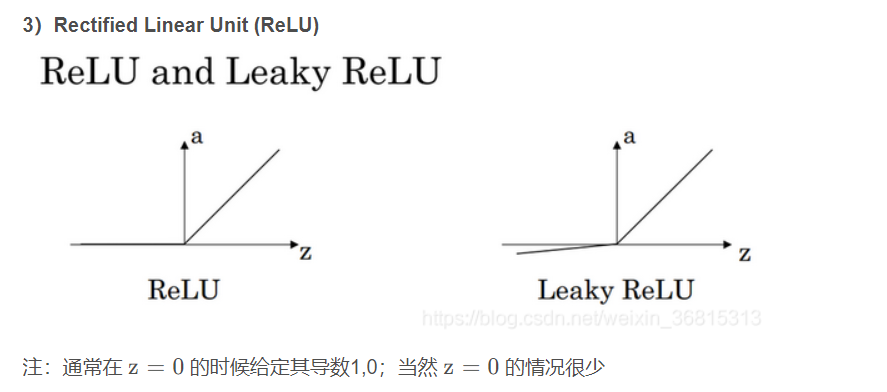 3）Rectified Linear Unit (ReLU)
ReLU and Leaky ReLU
a
a
z
z
ReLU
Leaky ReLU
https://blog.csdn.net/weixin_36815313
注：通常在 z = 0 的时候给定其导数1,0；当然 z = 0 的情况很少